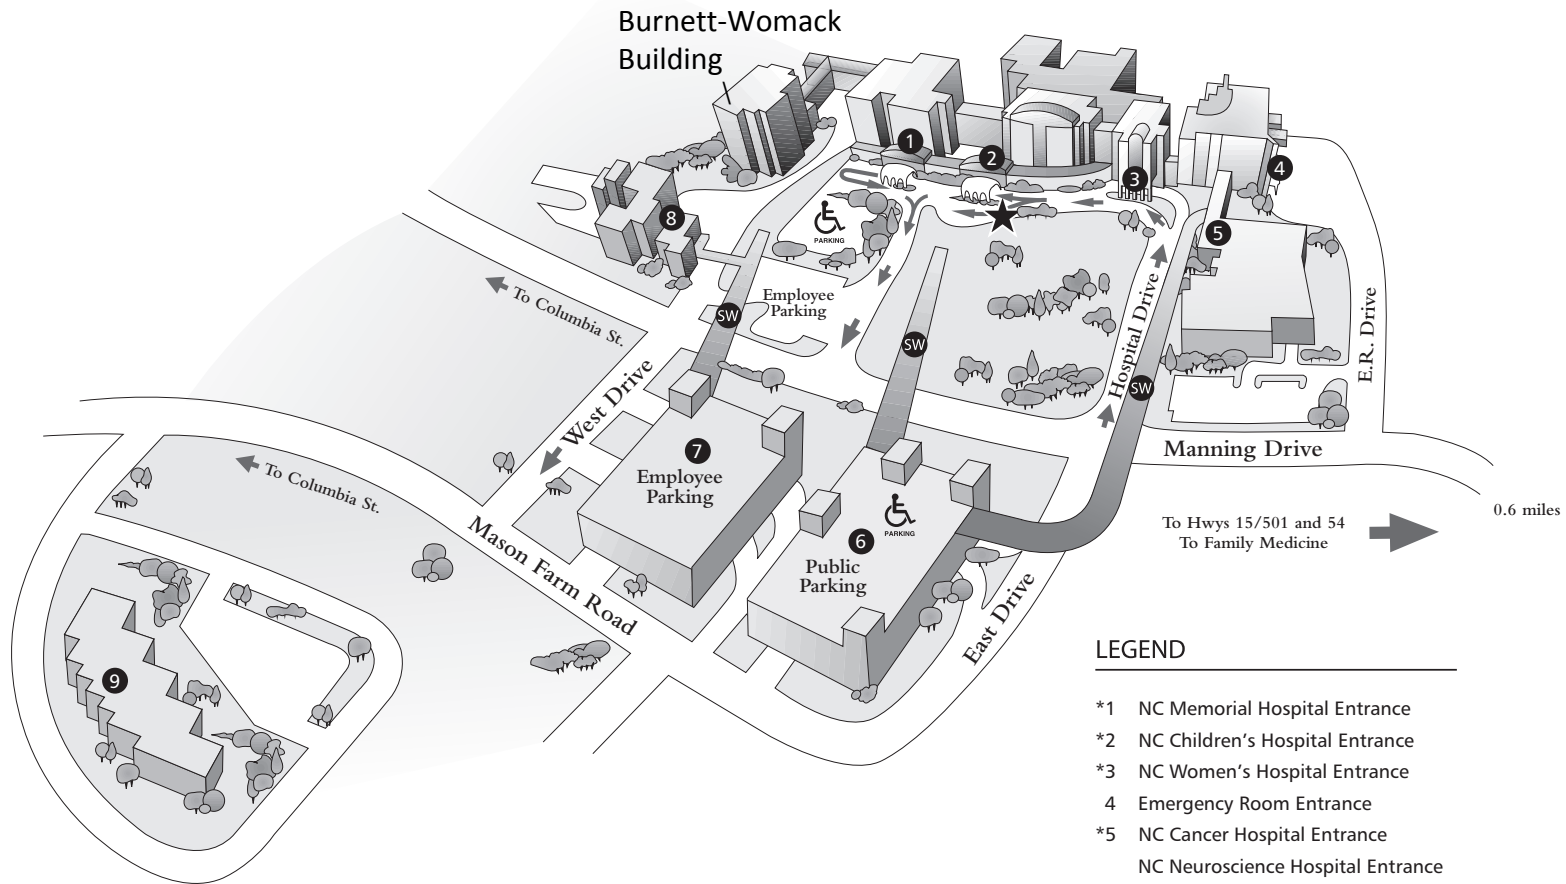 Burnett-Womack
Building
1
2
3
4
5
8
PARKING
Employee
Parking
SW
SW
SW
To Columbia St.
West Drive
Hospital Drive
E.R. Drive
Manning Drive
To Columbia St.
7
Employee
Parking
PARKING
6
Public
Parking
Mason Farm Road
East Drive
9
0.6 miles
To Hwys 15/501 and 54
To Family Medicine
LEGEND
*1 NC Memorial Hospital Entrance
*2 NC Children’s Hospital Entrance
*3 NC Women’s Hospital Entrance
4 Emergency Room Entrance
*5 NC Cancer Hospital Entrance
NC Neuroscience Hospital Entrance